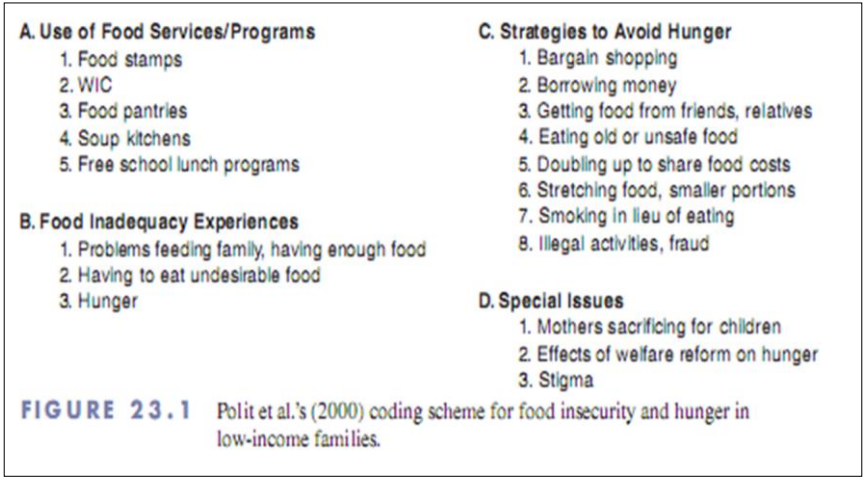 A. Use of Food Services/Programs
1. Food stamps
2. WIC
3. Food pantries
4. Soup kitchens
5. Free school lunch programs
B. Food Inadequacy Experiences
1. Problems feeding family, having enough food
2. Having to eat undesirable food
3. Hunger
C. Strategies to Avoid Hunger
1. Bargain shopping
2. Borrowing money
3. Getting food from friends, relatives
4. Eating old or unsafe food
5. Doubling up to share food costs
6. Stretching food, smaller portions
7. Smoking in lieu of eating
8. Illegal activities, fraud
D. Special Issues
1. Mothers sacrificing for children
2. Effects of welfare reform on hunger
3. Stigma
FIGURE 23.1 Polit et al.'s (2000) coding scheme for food insecurity and hunger in
low-income families.